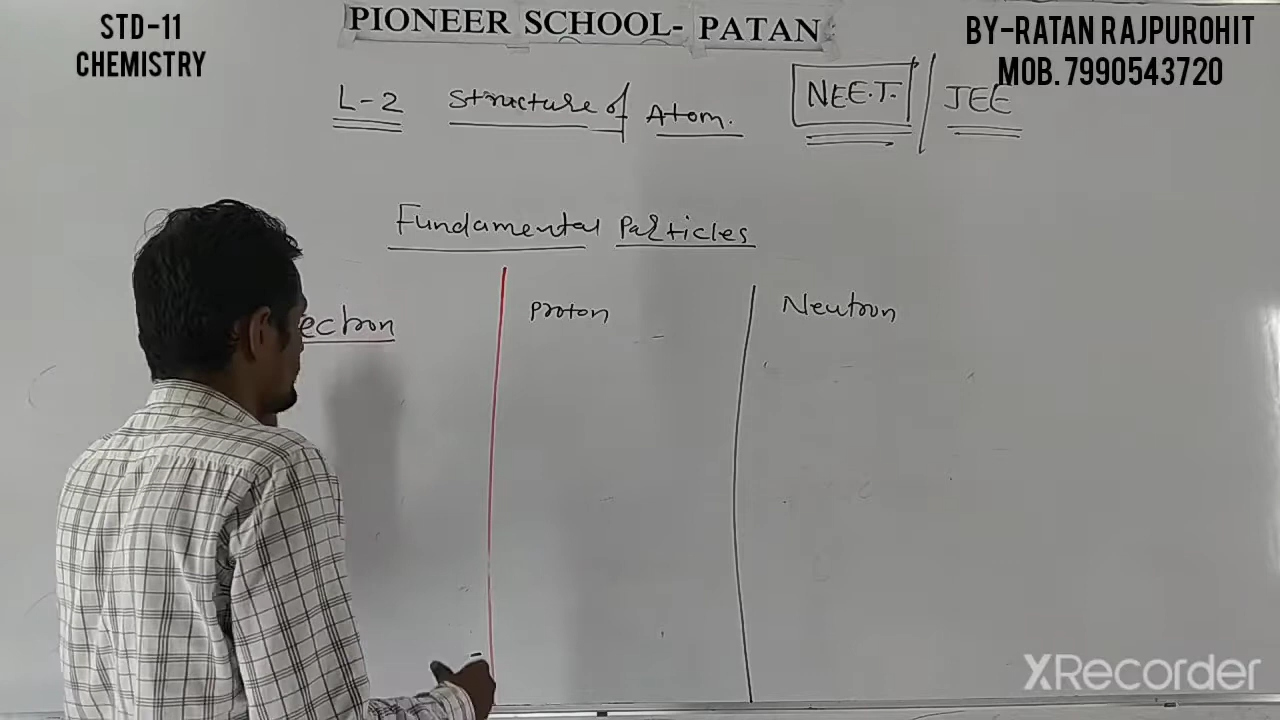 STD-11
CHEMISTRY
PIONEER SCHOOL- PATAN
BY-RATAN RAJPUROHIT
MOB. 7990543720
L-2 Structure of Atom. N.E.E.T. / JEE
Fundamental Particles
ectron Proton Neutron
XRecorder